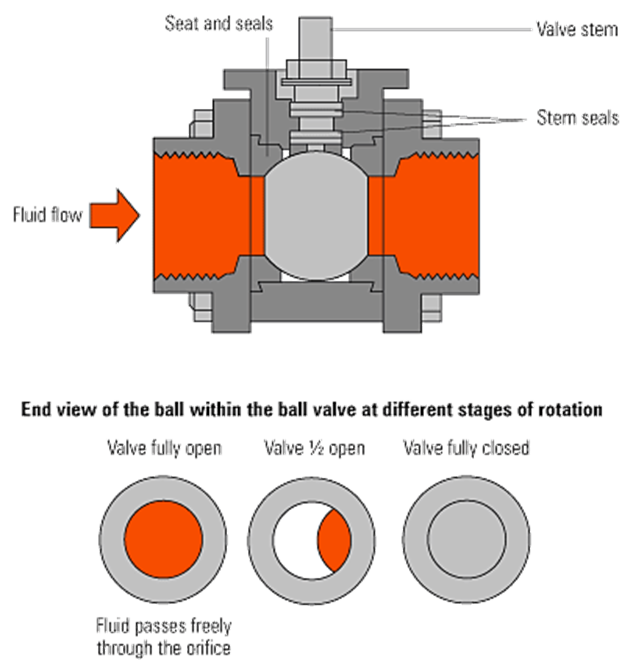 Seat and seals
Valve stem
Stem seals
Fluid flow
End view of the ball within the ball valve at different stages of rotation
Valve fully open
Valve ½ open
Valve fully closed
Fluid passes freely
through the orifice